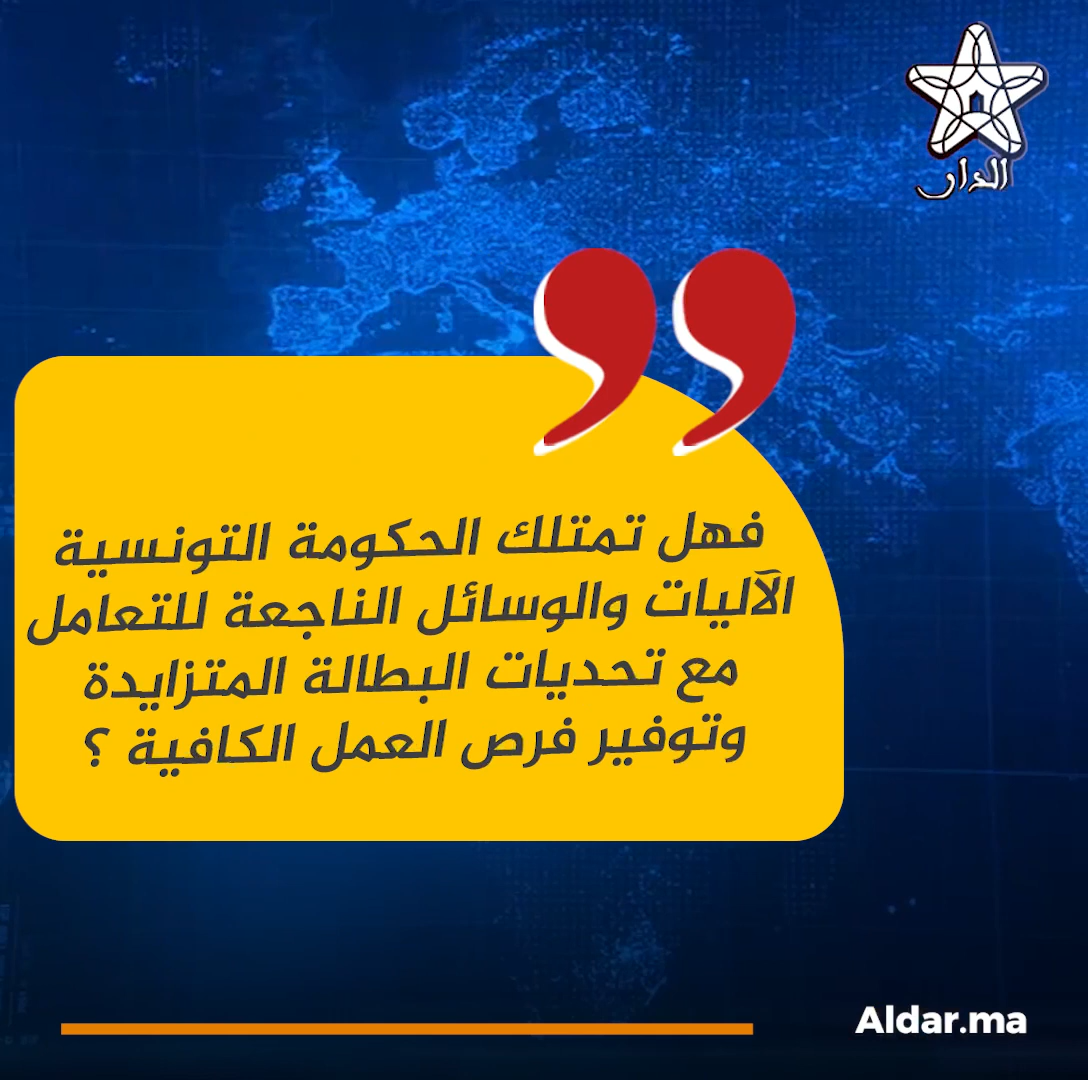 الدار
فهل تمتلك الحكومة التونسية
الآليات والوسائل الناجعة للتعامل
مع تحديات البطالة المتزايدة
وتوفير فرص العمل الكافية ؟
Aldar.ma